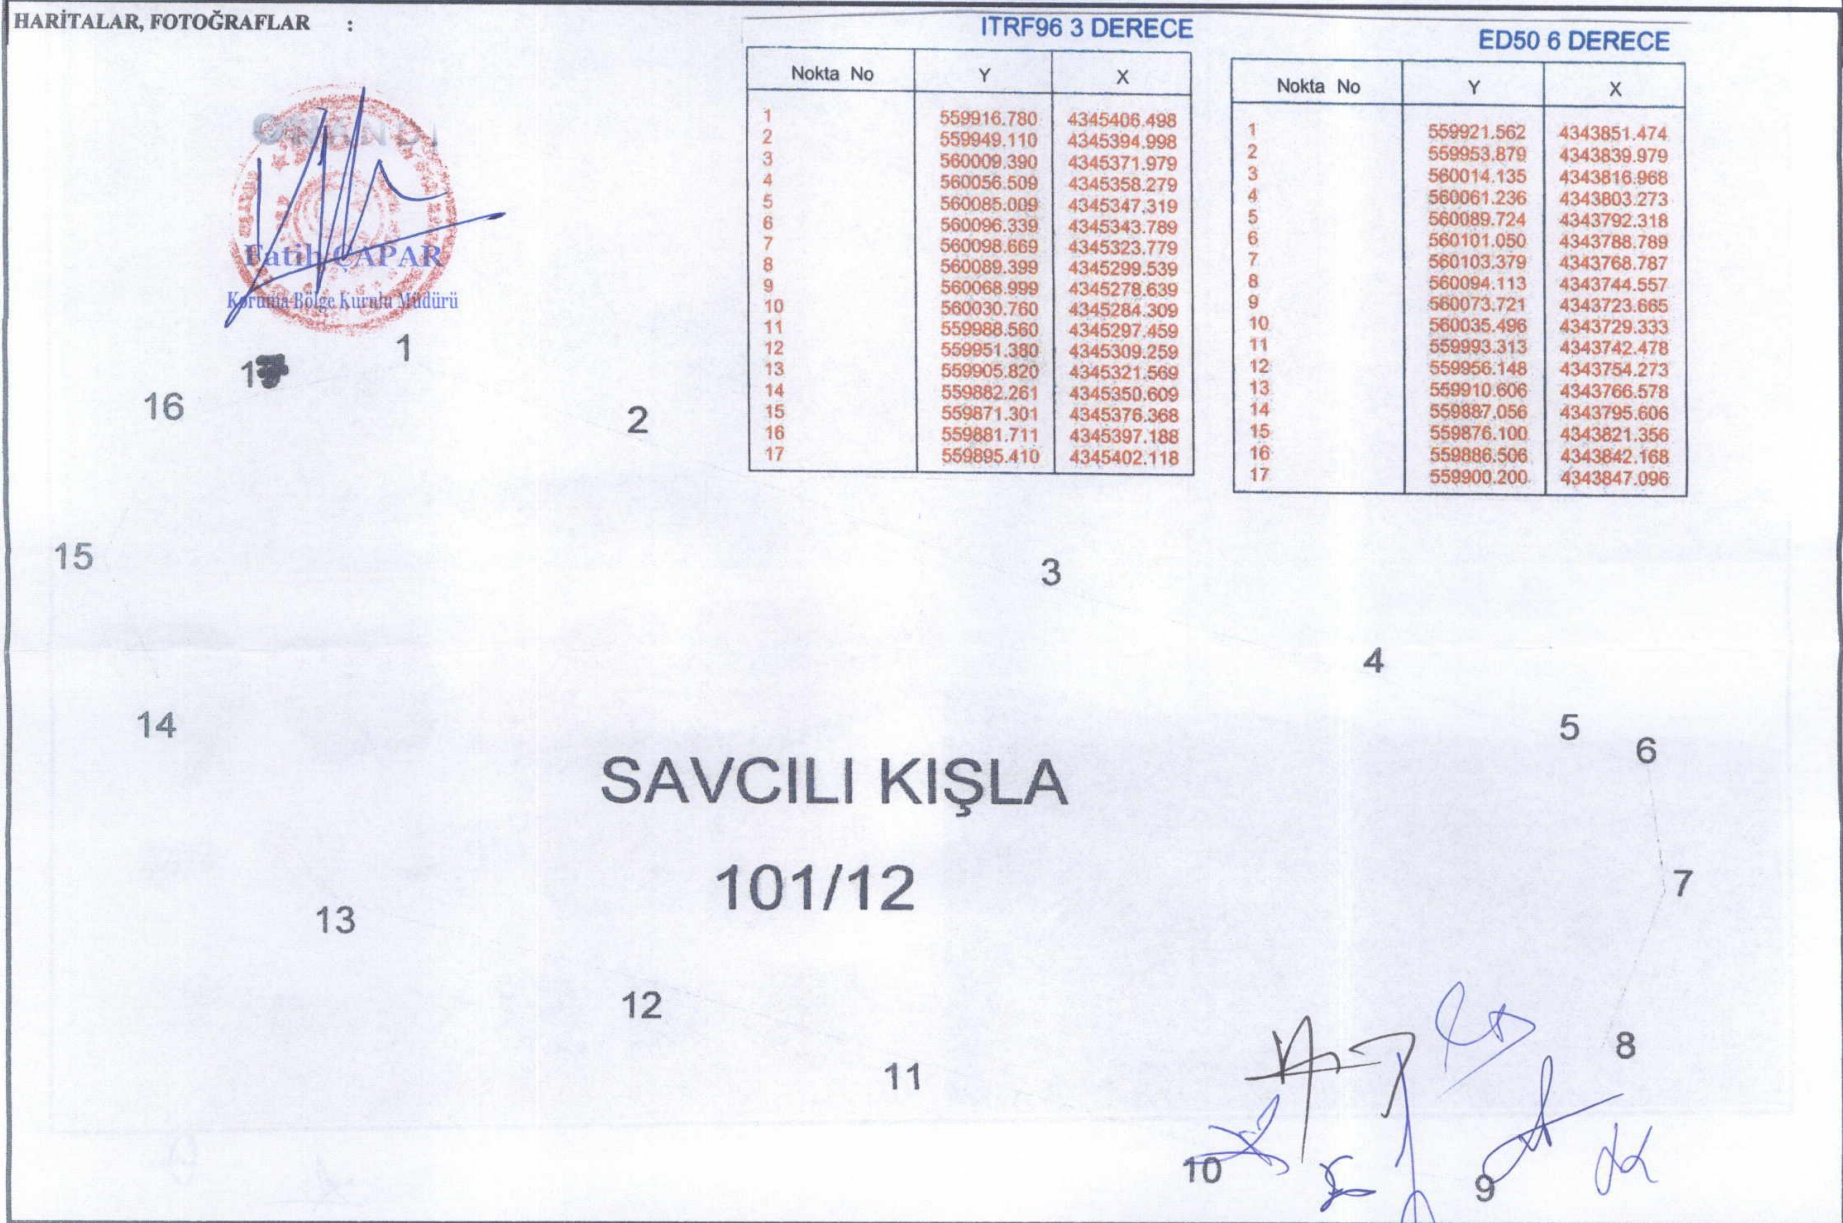 HARİTALAR, FOTOĞRAFLAR :
ITRF96 3 DERECE
Nokta No Y X
1 559916.780 4345406.498
2 559949.110 4345394.998
3 560009.390 4345371.979
4 560056.509 4345358.279
5 560085.009 4345347.319
6 560096.339 4345343.789
7 560098.669 4345323.779
8 560089.399 4345299.539
9 560068.999 4345278.639
10 560030.760 4345284.309
11 559988.560 4345297.459
12 559951.380 4345309.259
13 559905.820 4345321.569
14 559882.261 4345350.609
15 559871.301 4345376.368
16 559881.711 4345397.188
17 559895.410 4345402.118
ED50 6 DERECE
Nokta No Y X
1 559921.562 4343851.474
2 559953.879 4343839.979
3 560014.135 4343816.968
4 560061.236 4343803.273
5 560089.724 4343792.318
6 560101.050 4343788.789
7 560103.379 4343768.787
8 560094.113 4343744.557
9 560073.721 4343723.665
10 560035.496 4343729.333
11 559993.313 4343742.478
12 559956.148 4343754.273
13 559910.606 4343766.578
14 559887.056 4343795.606
15 559876.100 4343821.356
16 559886.506 4343842.168
17 559900.200 4343847.096
ONANDI
Fatih ÇAPAR
Koruma Bölge Kurulu Müdürü
1
17
16
2
15
3
4
14
5
6
SAVCILI KIŞLA
101/12
7
13
12
8
11
10
9